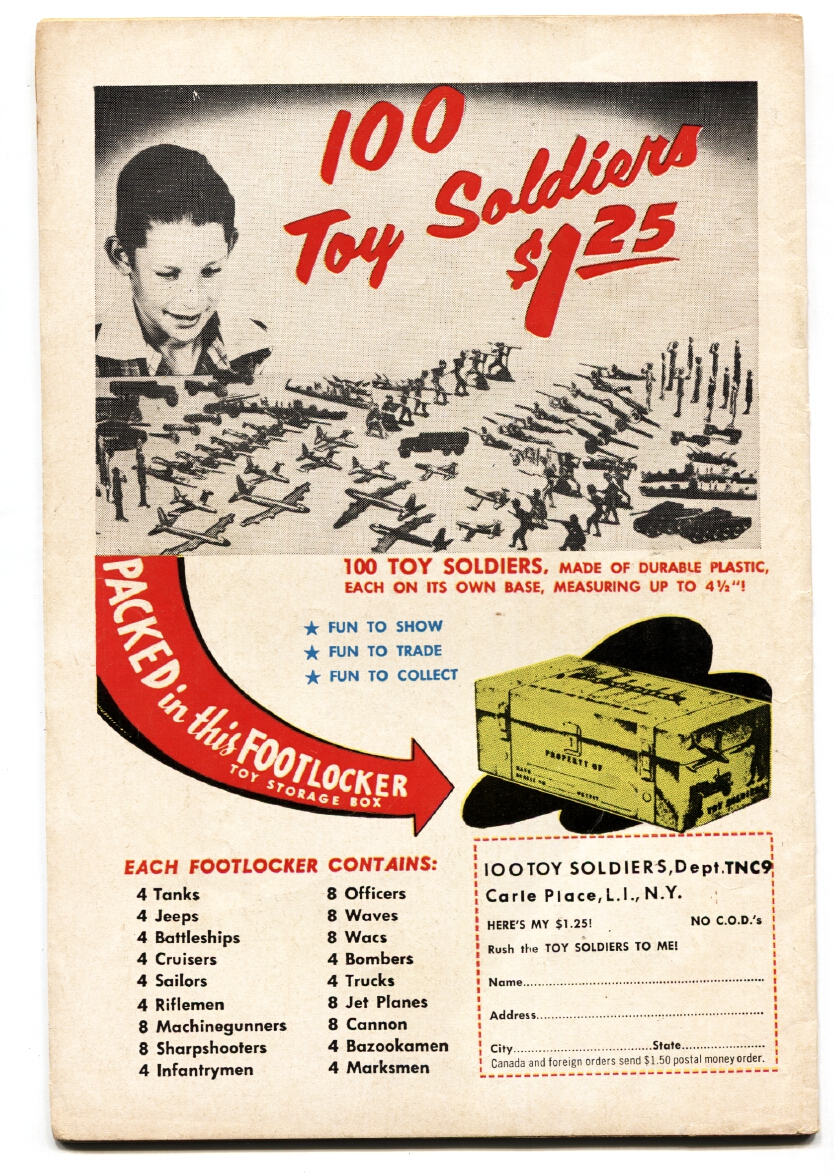 100
Toy Soldiers
$1.25
100 TOY SOLDIERS, MADE OF DURABLE PLASTIC,
EACH ON ITS OWN BASE, MEASURING UP TO 4½"!
PACKED in this FOOTLOCKER
TOY STORAGE BOX
★ FUN TO SHOW
★ FUN TO TRADE
★ FUN TO COLLECT
PROPERTY OF
TOY SOLDIERS
EACH FOOTLOCKER CONTAINS:
4 Tanks
4 Jeeps
4 Battleships
4 Cruisers
4 Sailors
4 Riflemen
8 Machinegunners
8 Sharpshooters
4 Infantrymen
8 Officers
8 Waves
8 Wacs
4 Bombers
4 Trucks
8 Jet Planes
8 Cannon
4 Bazookamen
4 Marksmen
100 TOY SOLDIERS, Dept. TNC9
Carle Place, L.I., N.Y.
HERE'S MY $1.25! NO C.O.D.'s
Rush the TOY SOLDIERS TO ME!
Name
Address
City State
Canada and foreign orders send $1.50 postal money order.